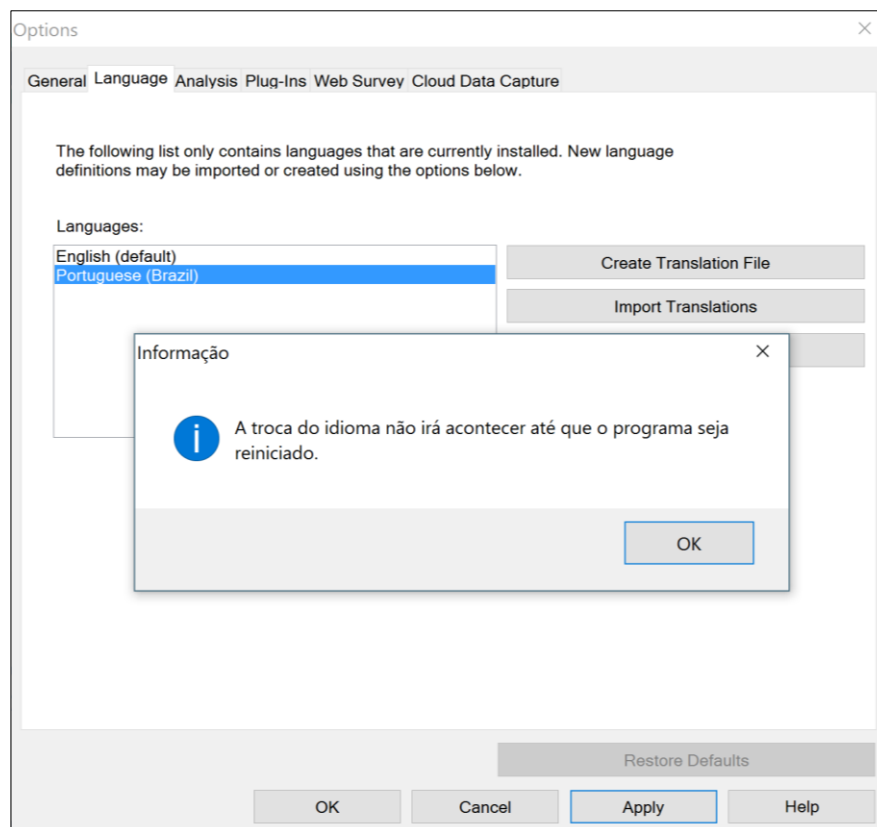 Options
General Language Analysis Plug-Ins Web Survey Cloud Data Capture
The following list only contains languages that are currently installed. New language
definitions may be imported or created using the options below.
Languages:
English (default)
Portuguese (Brazil)
Create Translation File
Import Translations
Informação
A troca do idioma não irá acontecer até que o programa seja
reiniciado.
OK
Restore Defaults
OK Cancel Apply Help